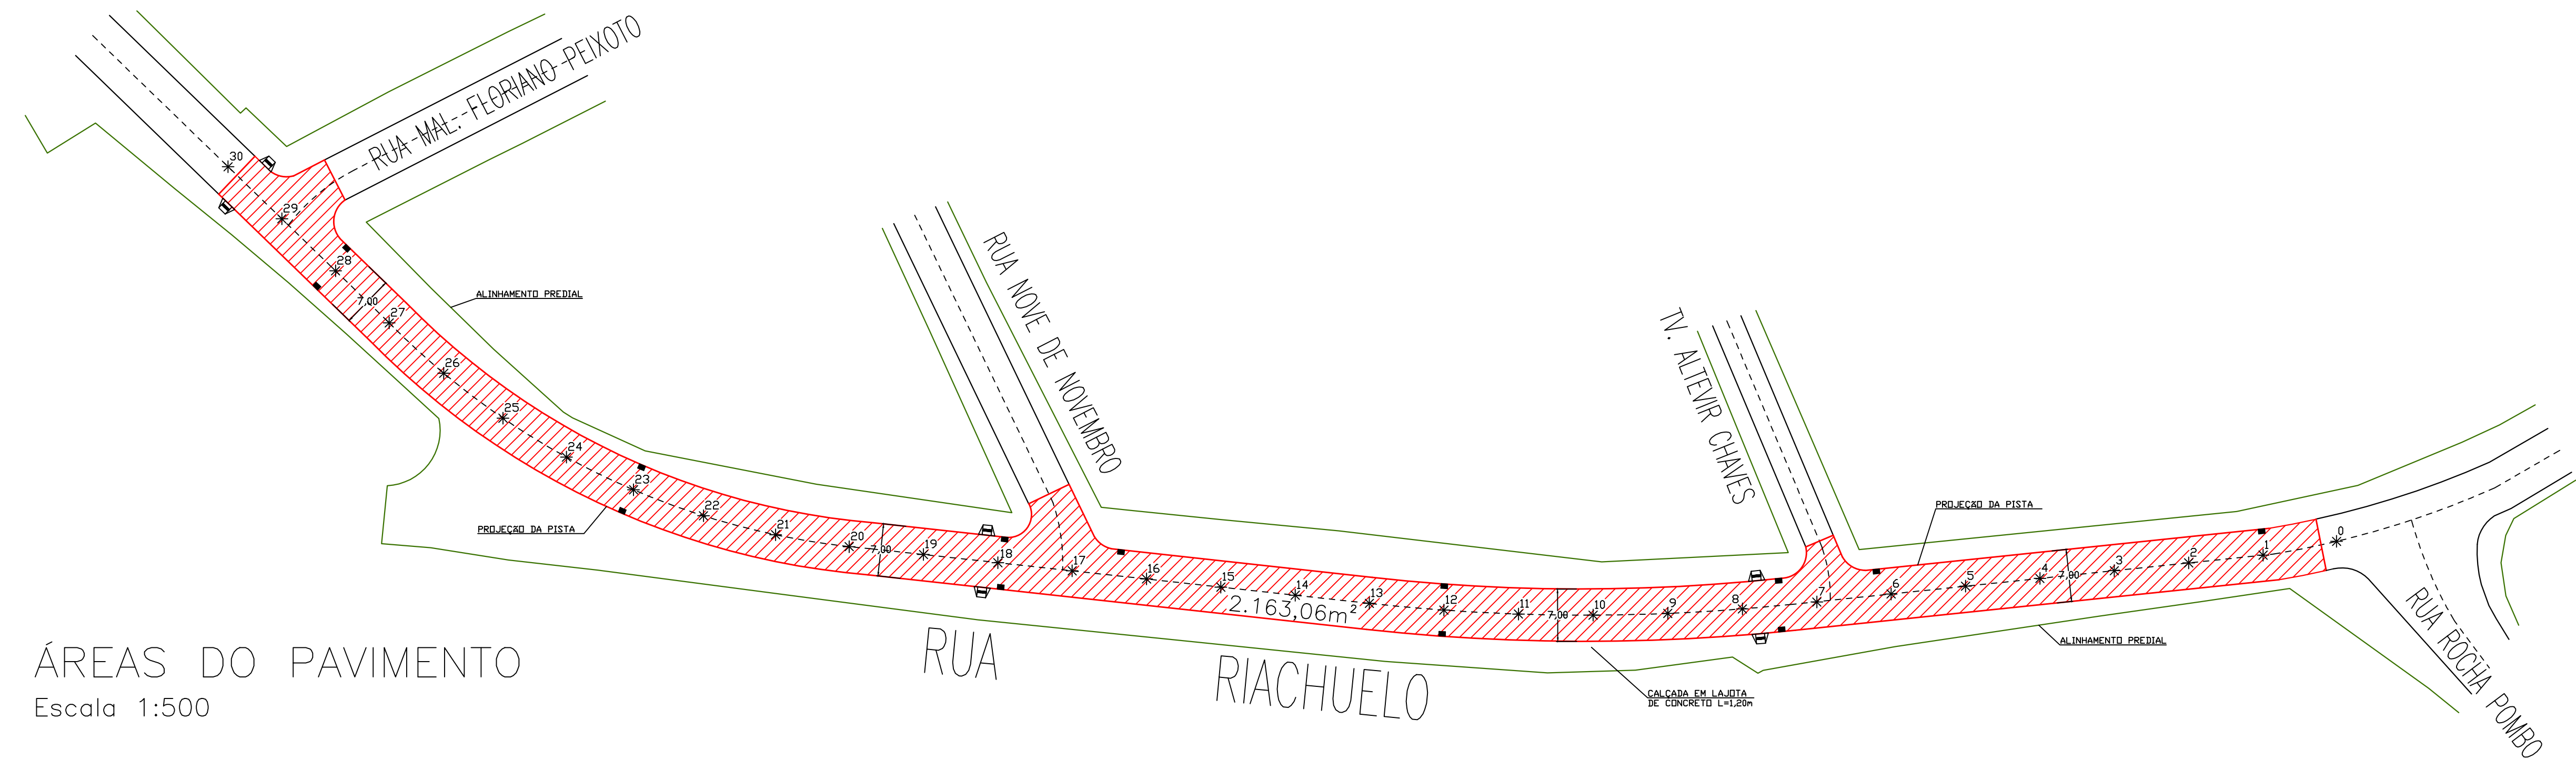 RUA MAL. FLORIANO PEIXOTO
30
29
28
7,00
27
26
25
24
23
22
21
20
7,00
19
18
17
16
15
14
13
12
11
7,00
10
9
8
7
6
5
4
7,00
3
2
1
0
ALINHAMENTO PREDIAL
PROJEÇÃO DA PISTA
RUA NOVE DE NOVEMBRO
TV. ALTEVIR CHAVES
PROJEÇÃO DA PISTA
2.163,06m²
ALINHAMENTO PREDIAL
CALÇADA EM LAJOTA
DE CONCRETO L=1,20m
RUA ROCHA POMBO
RUA RIACHUELO
ÁREAS DO PAVIMENTO
Escala 1:500